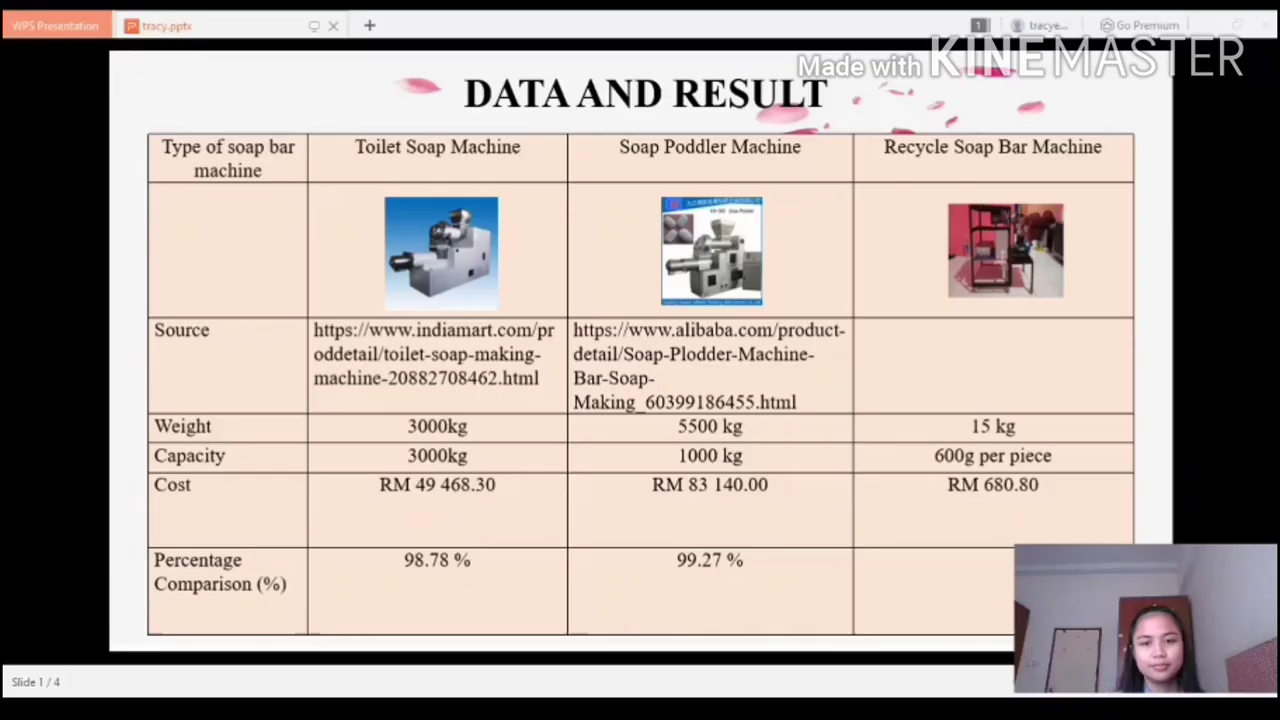 WPS Presentation
tracy.pptx
1
tracye...
Go Premium
Made with KINEMASTER
DATA AND RESULT
Type of soap bar
machine
Toilet Soap Machine
Soap Poddler Machine
Recycle Soap Bar Machine
Source
https://www.indiamart.com/pr
oddetail/toilet-soap-making-
machine-20882708462.html
https://www.alibaba.com/product-
detail/Soap-Plodder-Machine-
Bar-Soap-
Making_60399186455.html
Weight
3000kg
5500 kg
15 kg
Capacity
3000kg
1000 kg
600g per piece
Cost
RM 49 468.30
RM 83 140.00
RM 680.80
Percentage
Comparison (%)
98.78 %
99.27 %
Slide 1 / 4